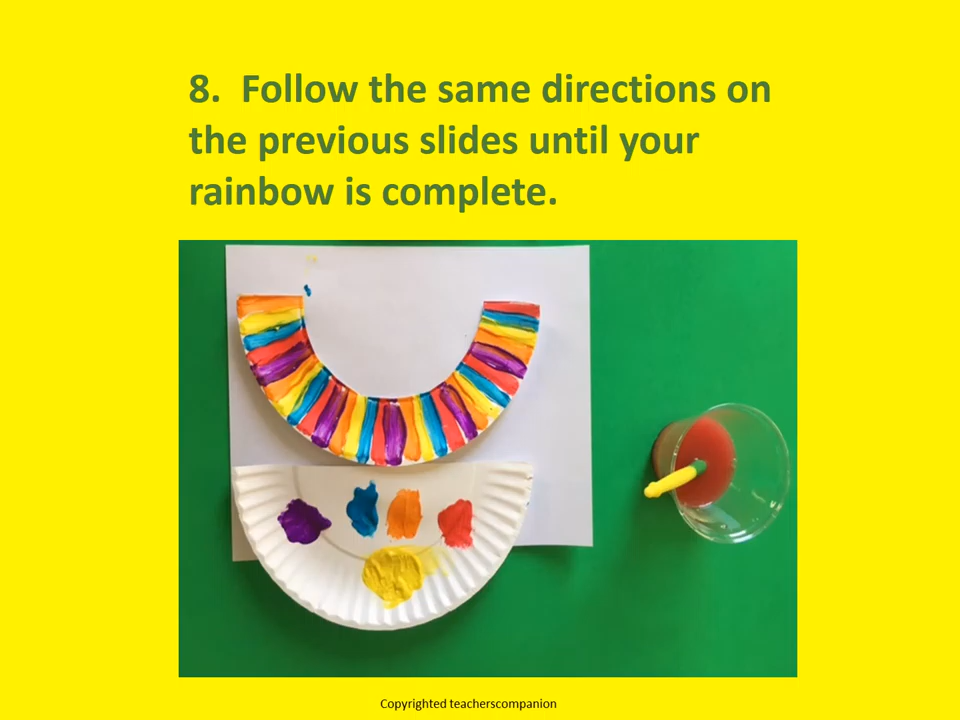 8.  Follow the same directions on
the previous slides until your
rainbow is complete.
Copyrighted teacherscompanion